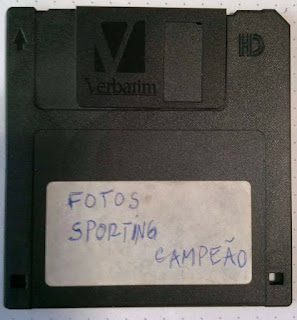 Verbatim
HD
FOTOS
SPORTING
CAMPEÃO